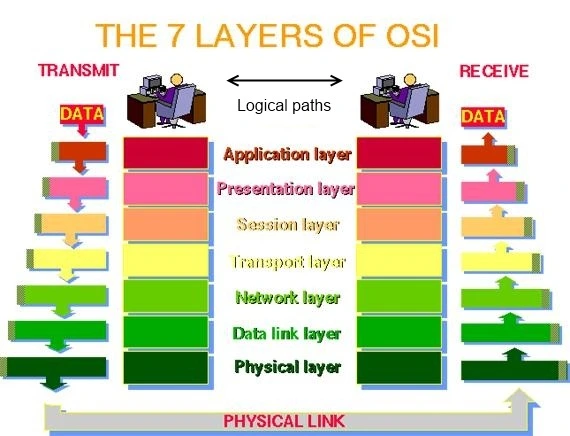 THE 7 LAYERS OF OSI
TRANSMIT
RECEIVE
Logical paths
DATA
DATA
Application layer
Presentation layer
Session layer
Transport layer
Network layer
Data link layer
Physical layer
PHYSICAL LINK